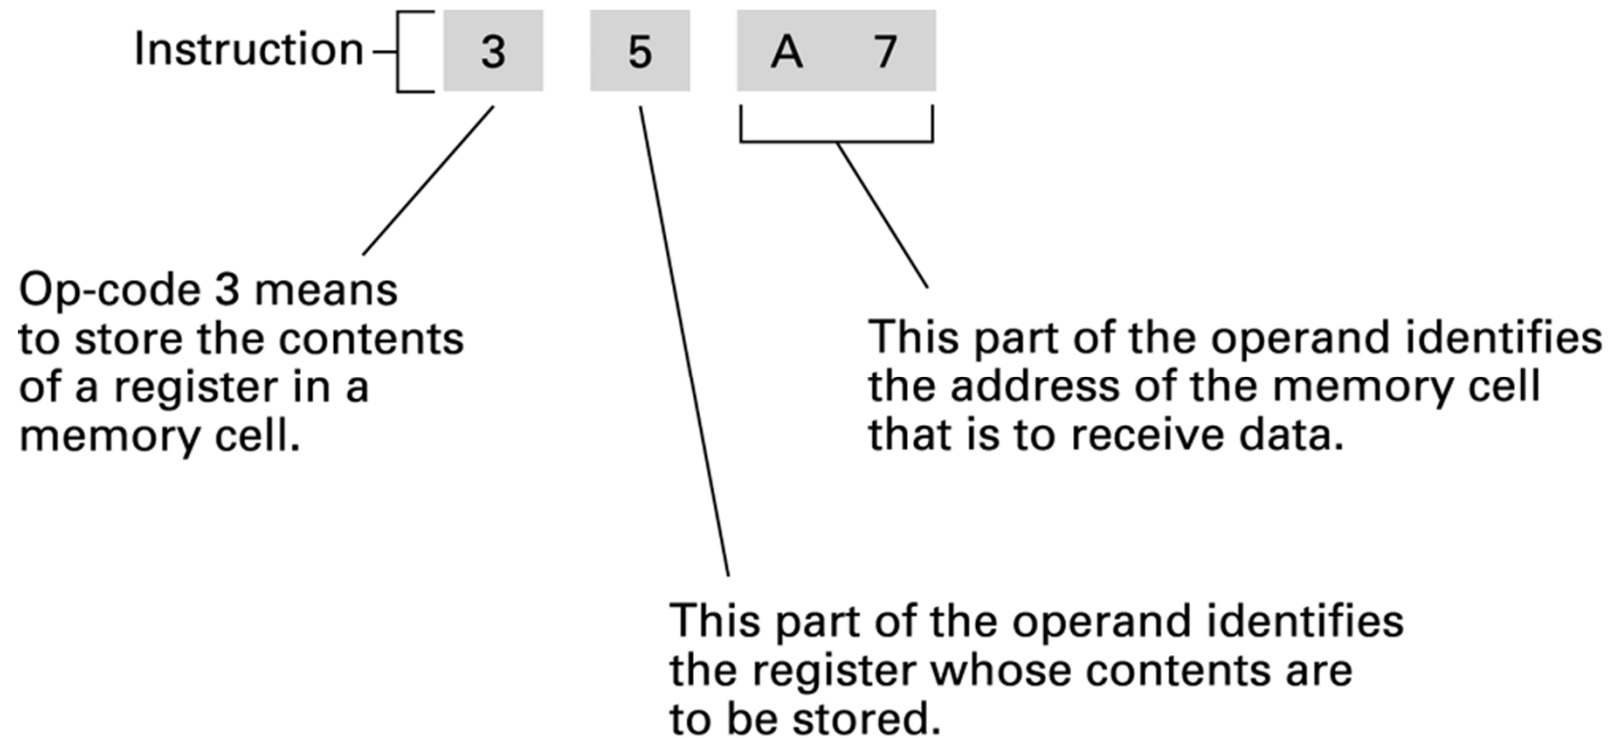 Instruction 3 5 A 7
Op-code 3 means
to store the contents
of a register in a
memory cell.
This part of the operand identifies
the address of the memory cell
that is to receive data.
This part of the operand identifies
the register whose contents are
to be stored.